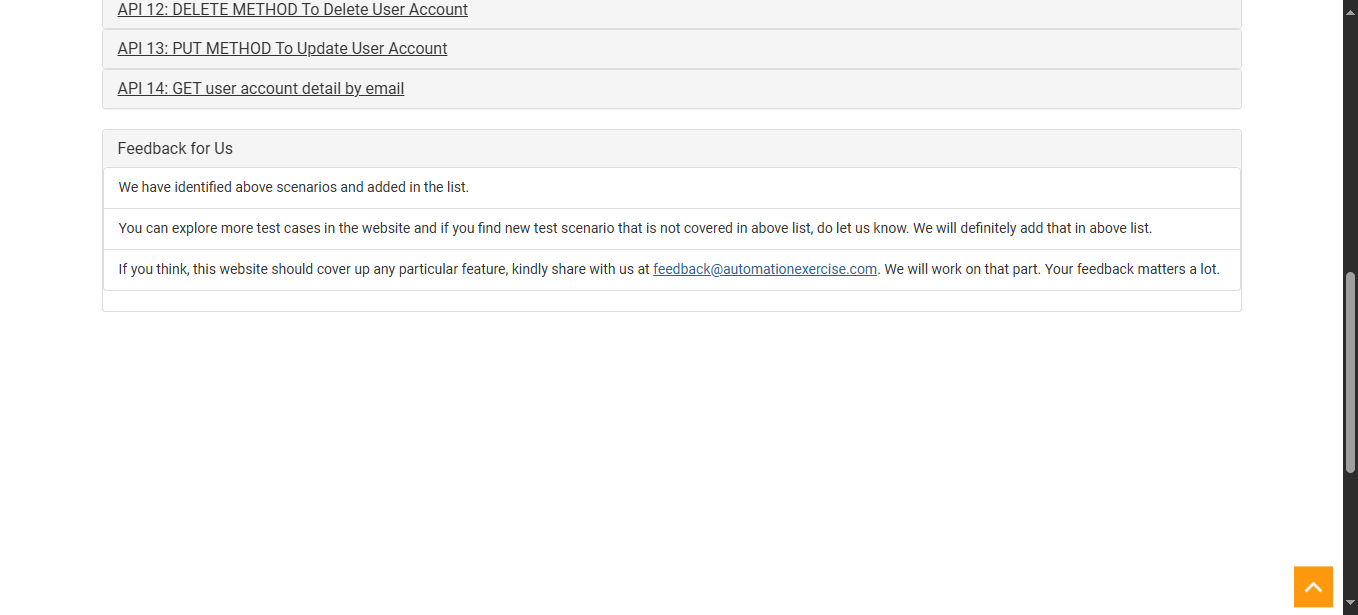 API 12: DELETE METHOD To Delete User Account
API 13: PUT METHOD To Update User Account
API 14: GET user account detail by email
Feedback for Us
We have identified above scenarios and added in the list.
You can explore more test cases in the website and if you find new test scenario that is not covered in above list, do let us know. We will definitely add that in above list.
If you think, this website should cover up any particular feature, kindly share with us at feedback@automationexercise.com. We will work on that part. Your feedback matters a lot.